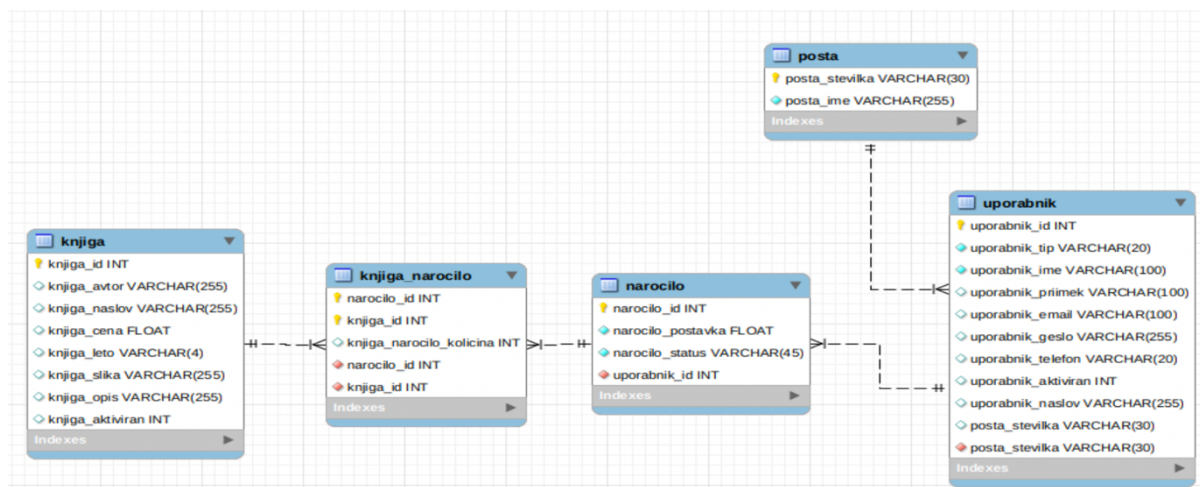 posta
posta_stevilka VARCHAR(30)
posta_ime VARCHAR(255)
Indexes
knjiga
knjiga_id INT
knjiga_avtor VARCHAR(255)
knjiga_naslov VARCHAR(255)
knjiga_cena FLOAT
knjiga_leto VARCHAR(4)
knjiga_slika VARCHAR(255)
knjiga_opis VARCHAR(255)
knjiga_aktiviran INT
Indexes
knjiga_narocilo
narocilo_id INT
knjiga_id INT
knjiga_narocilo_kolicina INT
narocilo_id INT
knjiga_id INT
Indexes
narocilo
narocilo_id INT
narocilo_postavka FLOAT
narocilo_status VARCHAR(45)
uporabnik_id INT
Indexes
uporabnik
uporabnik_id INT
uporabnik_tip VARCHAR(20)
uporabnik_ime VARCHAR(100)
uporabnik_priimek VARCHAR(100)
uporabnik_email VARCHAR(100)
uporabnik_geslo VARCHAR(255)
uporabnik_telefon VARCHAR(20)
uporabnik_aktiviran INT
uporabnik_naslov VARCHAR(255)
posta_stevilka VARCHAR(30)
posta_stevilka VARCHAR(30)
Indexes